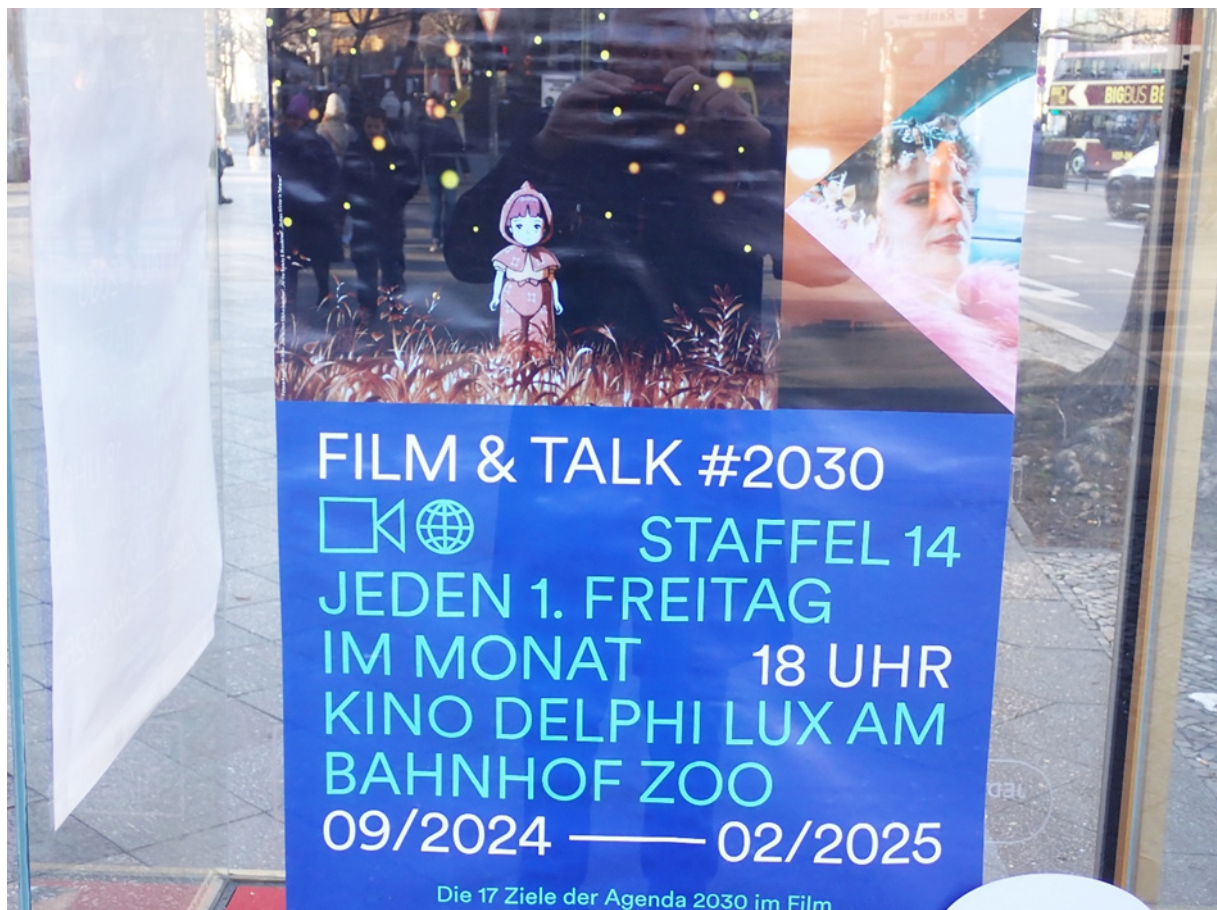 BIGBUS BE
FILM & TALK #2030
STAFFEL 14
JEDEN 1. FREITAG
IM MONAT 18 UHR
KINO DELPHI LUX AM
BAHNHOF ZOO
09/2024 — 02/2025
Die 17 Ziele der Agenda 2030 im Film